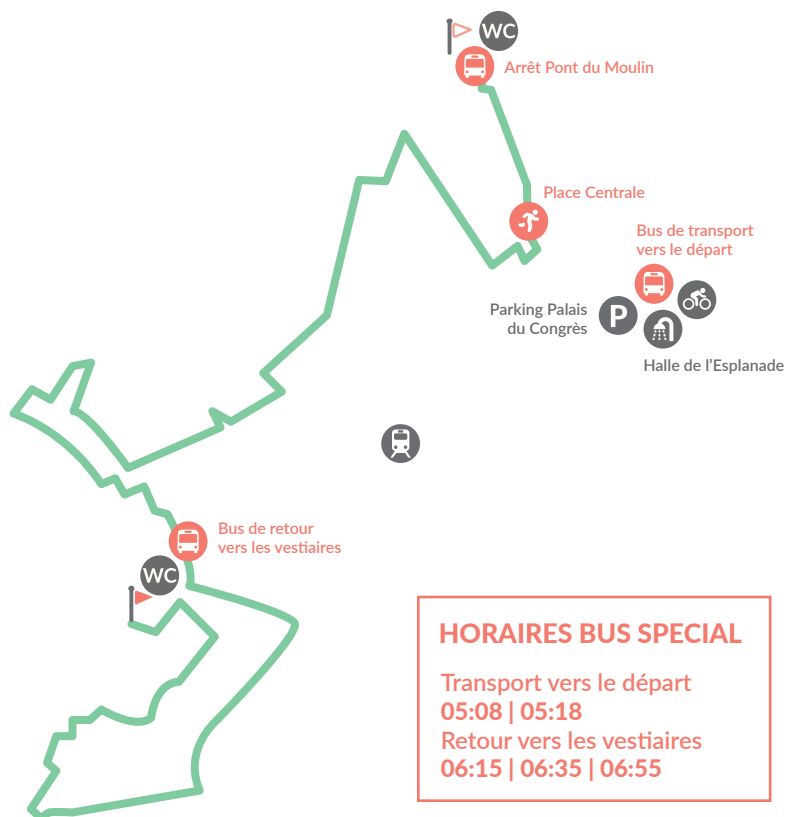 WC
Arrêt Pont du Moulin
Place Centrale
Bus de transport
vers le départ
Parking Palais
du Congrès
P
Halle de l'Esplanade
Bus de retour
vers les vestiaires
WC
HORAIRES BUS SPECIAL
Transport vers le départ
05:08 | 05:18
Retour vers les vestiaires
06:15 | 06:35 | 06:55